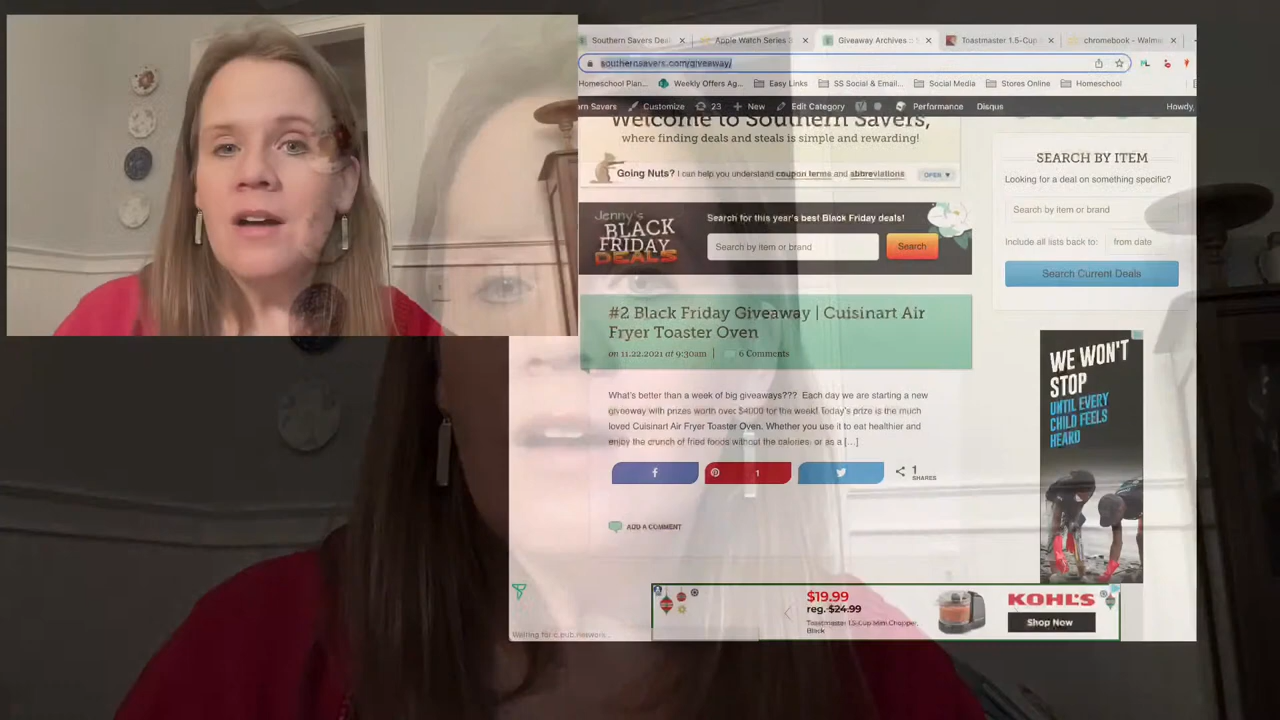 Southern Savers Deal
Apple Watch Series 3
Giveaway Archives :: S
Toastmaster 1.5-Cup
chromebook - Walma
southernsavers.com/giveaway/
Homeschool Plan...
Weekly Offers Ag...
Easy Links
SS Social & Email...
Social Media
Stores Online
Homeschool
rn Savers
Customize
23
New
Edit Category
Performance
Disqus
Howdy,
Welcome to Southern Savers,
where finding deals and steals is simple and rewarding!
Going Nuts? I can help you understand coupon terms and abbreviations
OPEN ▼
Jenny's
BLACK
FRIDAY
DEALS
Search for this year's best Black Friday deals!
Search by item or brand
Search
#2 Black Friday Giveaway | Cuisinart Air
Fryer Toaster Oven
on 11.22.2021 at 9:30am | 6 Comments
What's better than a week of big giveaways??? Each day we are starting a new
giveaway with prizes worth over $4000 for the week! Today's prize is the much
loved Cuisinart Air Fryer Toaster Oven. Whether you use it to eat healthier and
enjoy the crunch of fried foods without the calories, or as a [...]
1
1
SHARES
ADD A COMMENT
SEARCH BY ITEM
Looking for a deal on something specific?
Search by item or brand
Include all lists back to:
from date
Search Current Deals
WE WON'T
STOP
UNTIL EVERY
CHILD FEELS
HEARD
$19.99
reg. $24.99
Toastmaster 1.5-Cup Mini Chopper,
Black
KOHL'S
Shop Now